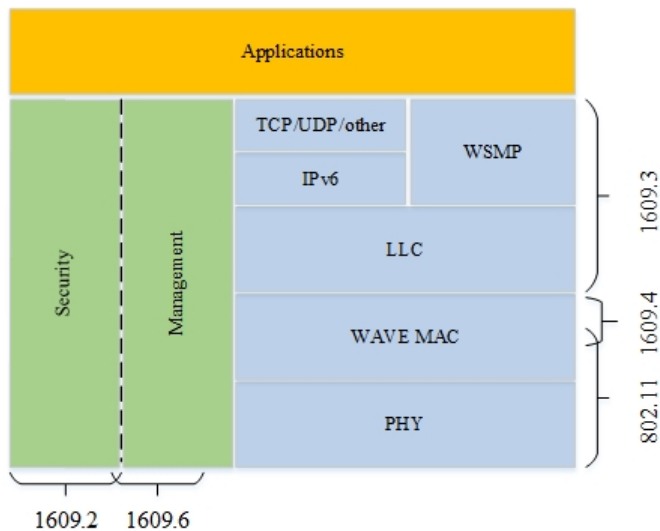 Applications
TCP/UDP/other
IPv6
WSMP
LLC
WAVE MAC
PHY
Security
Management
1609.3
1609.4
802.11
1609.2
1609.6